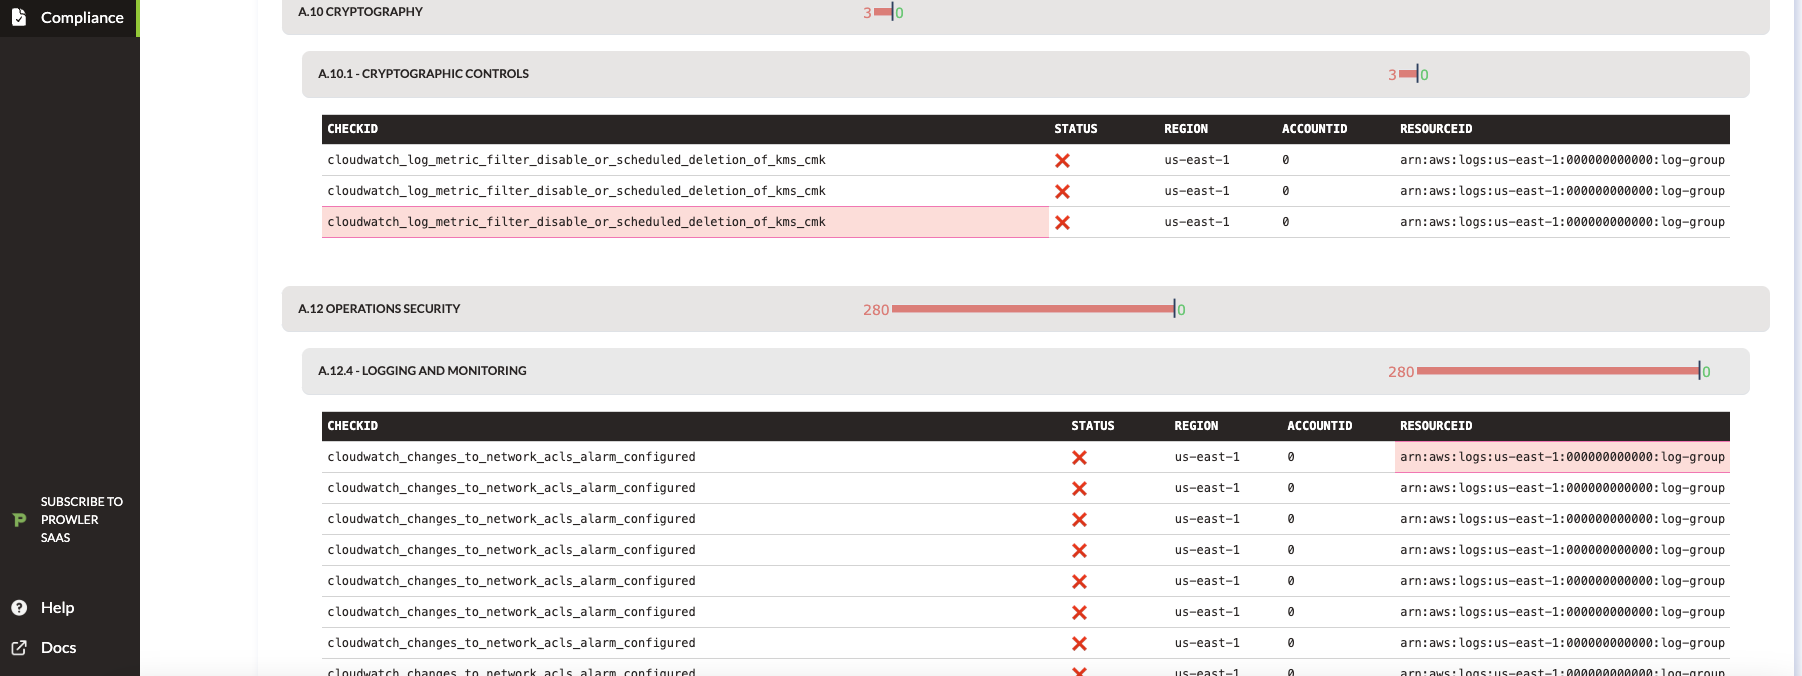 Compliance
A.10 CRYPTOGRAPHY 3 0
A.10.1 - CRYPTOGRAPHIC CONTROLS 3 0
CHECKID STATUS REGION ACCOUNTID RESOURCEID
cloudwatch_log_metric_filter_disable_or_scheduled_deletion_of_kms_cmk ❌ us-east-1 0 arn:aws:logs:us-east-1:000000000000:log-group
cloudwatch_log_metric_filter_disable_or_scheduled_deletion_of_kms_cmk ❌ us-east-1 0 arn:aws:logs:us-east-1:000000000000:log-group
cloudwatch_log_metric_filter_disable_or_scheduled_deletion_of_kms_cmk ❌ us-east-1 0 arn:aws:logs:us-east-1:000000000000:log-group
A.12 OPERATIONS SECURITY 280 0
A.12.4 - LOGGING AND MONITORING 280 0
CHECKID STATUS REGION ACCOUNTID RESOURCEID
cloudwatch_changes_to_network_acls_alarm_configured ❌ us-east-1 0 arn:aws:logs:us-east-1:000000000000:log-group
cloudwatch_changes_to_network_acls_alarm_configured ❌ us-east-1 0 arn:aws:logs:us-east-1:000000000000:log-group
cloudwatch_changes_to_network_acls_alarm_configured ❌ us-east-1 0 arn:aws:logs:us-east-1:000000000000:log-group
cloudwatch_changes_to_network_acls_alarm_configured ❌ us-east-1 0 arn:aws:logs:us-east-1:000000000000:log-group
cloudwatch_changes_to_network_acls_alarm_configured ❌ us-east-1 0 arn:aws:logs:us-east-1:000000000000:log-group
cloudwatch_changes_to_network_acls_alarm_configured ❌ us-east-1 0 arn:aws:logs:us-east-1:000000000000:log-group
cloudwatch_changes_to_network_acls_alarm_configured ❌ us-east-1 0 arn:aws:logs:us-east-1:000000000000:log-group
cloudwatch_changes_to_network_acls_alarm_configured ❌ us-east-1 0 arn:aws:logs:us-east-1:000000000000:log-group
SUBSCRIBE TO
PROWLER
SAAS
Help
Docs